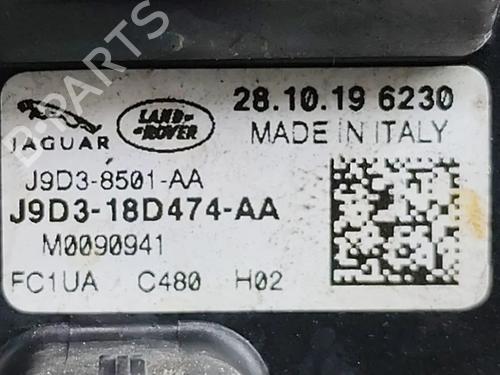 28.10.19 6230
JAGUAR
LAND-
-ROVER
MADE IN ITALY
J9D3-8501-AA
J9D3-18D474-AA
M0090941
FC1UA C480 H02
B-PARTS